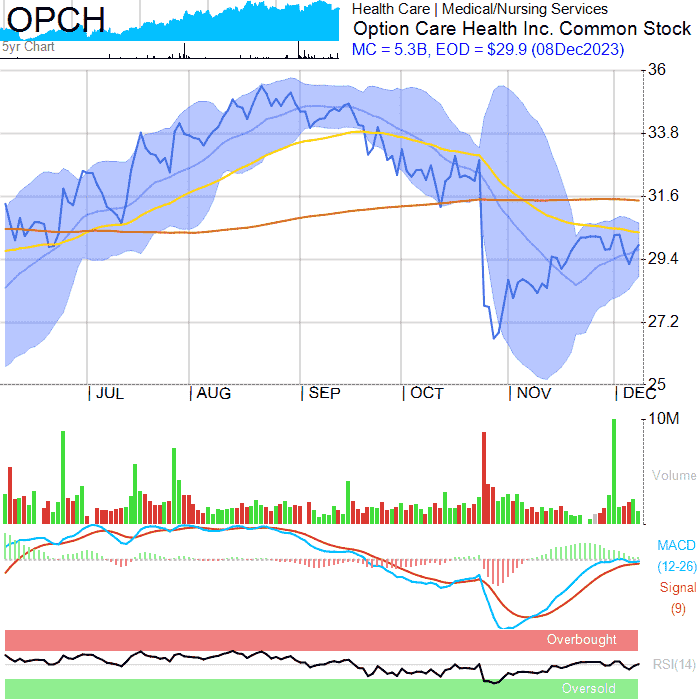 OPCH
5yr Chart
Health Care | Medical/Nursing Services
Option Care Health Inc. Common Stock
MC = 5.3B, EOD = $29.9 (08Dec2023)
36
33.8
31.6
29.4
27.2
25
| JUL | AUG | SEP | OCT | NOV | DEC
10M
Volume
MACD
(12-26)
Signal
(9)
Overbought
RSI(14)
Oversold